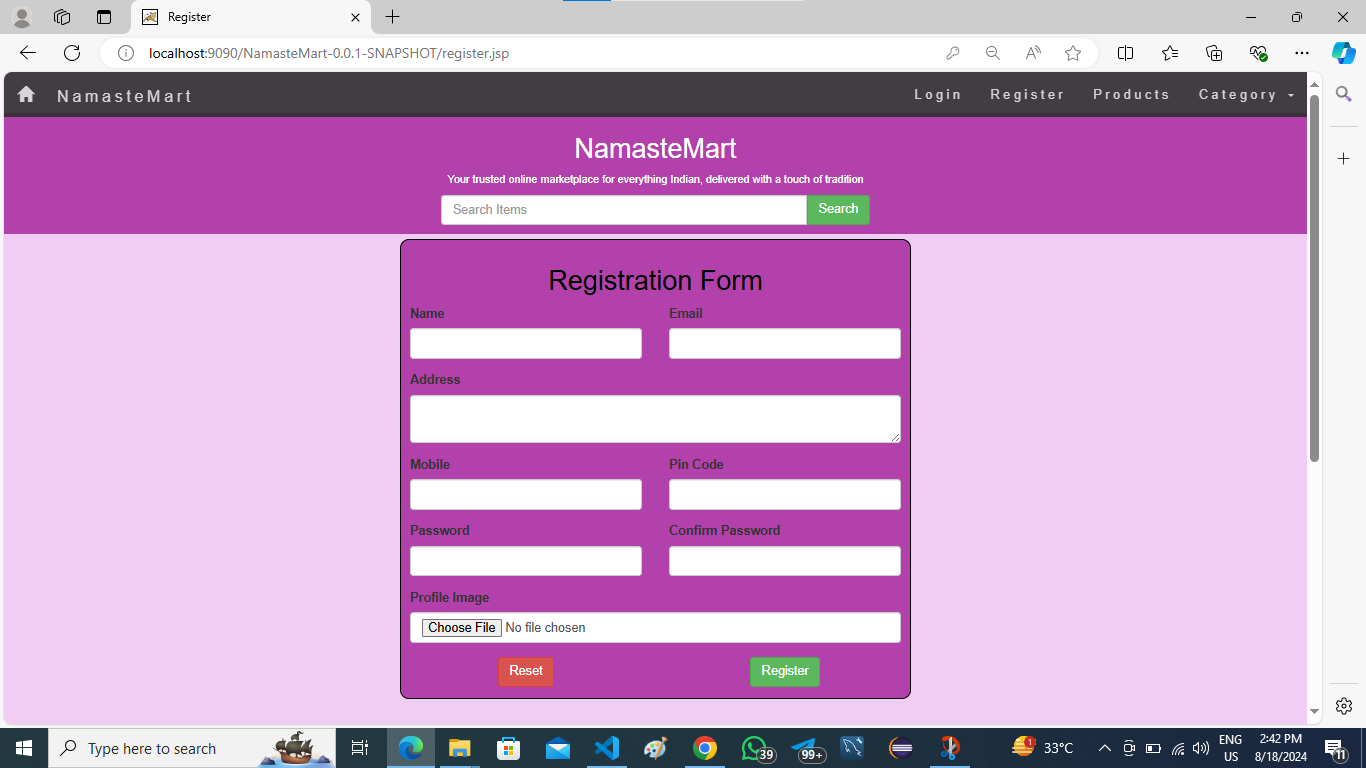 Register
localhost:9090/NamasteMart-0.0.1-SNAPSHOT/register.jsp
NamasteMart
Login Register Products Category
NamasteMart
Your trusted online marketplace for everything Indian, delivered with a touch of tradition
Search Items Search
Registration Form
Name Email
Address
Mobile Pin Code
Password Confirm Password
Profile Image
Choose File No file chosen
Reset Register
Type here to search
39
99+
1
33°C
ENG
US
2:42 PM
8/18/2024
11